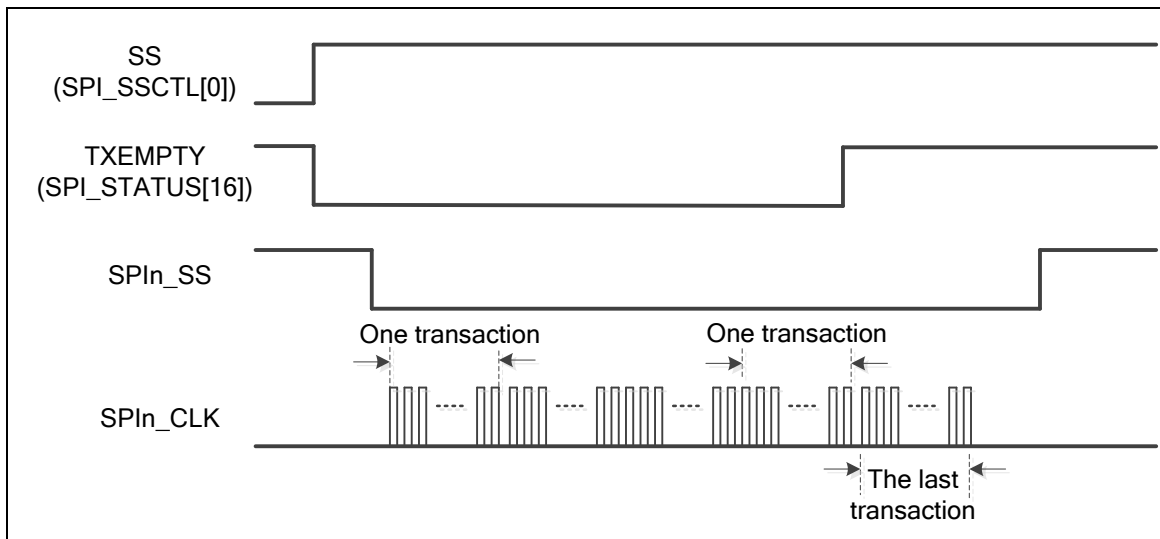 SS
(SPI_SSCTL[0])
TXEMPTY
(SPI_STATUS[16])
SPIn_SS
One transaction
One transaction
SPIn_CLK
The last
transaction